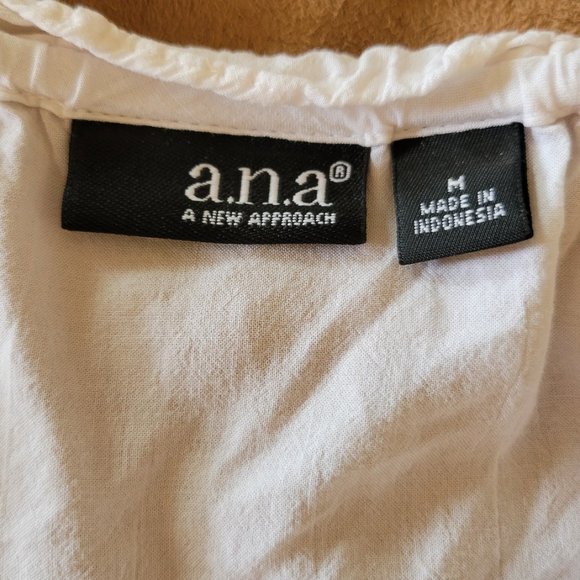 a.n.a®
A NEW APPROACH
M
MADE IN
INDONESIA